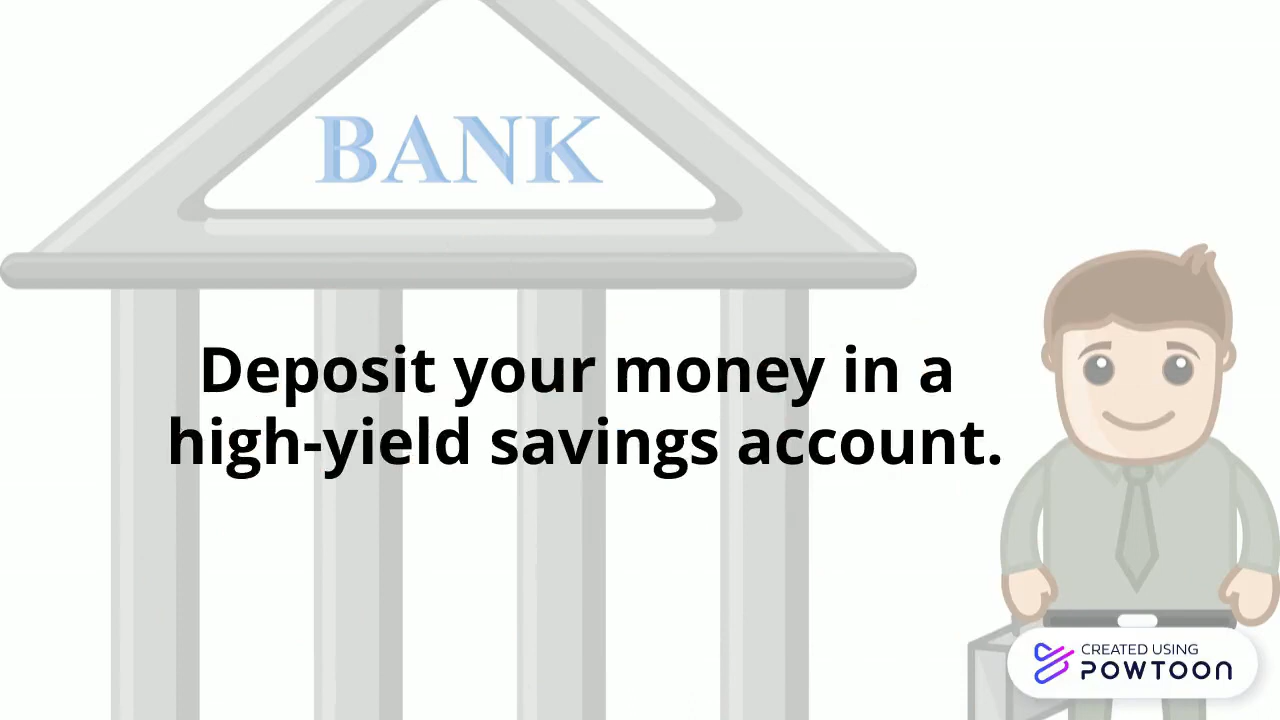 BANK
Deposit your money in a
high-yield savings account.
CREATED USING
POWTOON